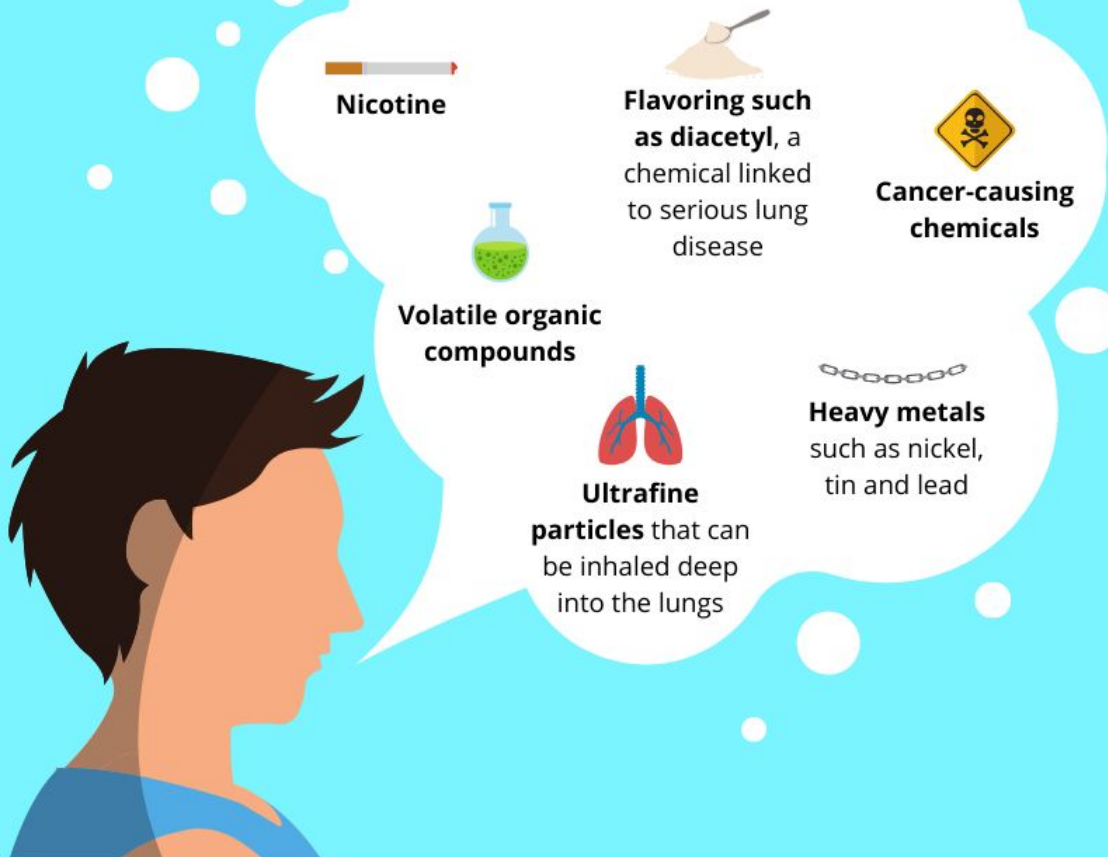 Nicotine
Flavoring such
as diacetyl, a
chemical linked
to serious lung
disease
Cancer-causing
chemicals
Volatile organic
compounds
Ultrafine
particles that can
be inhaled deep
into the lungs
Heavy metals
such as nickel,
tin and lead